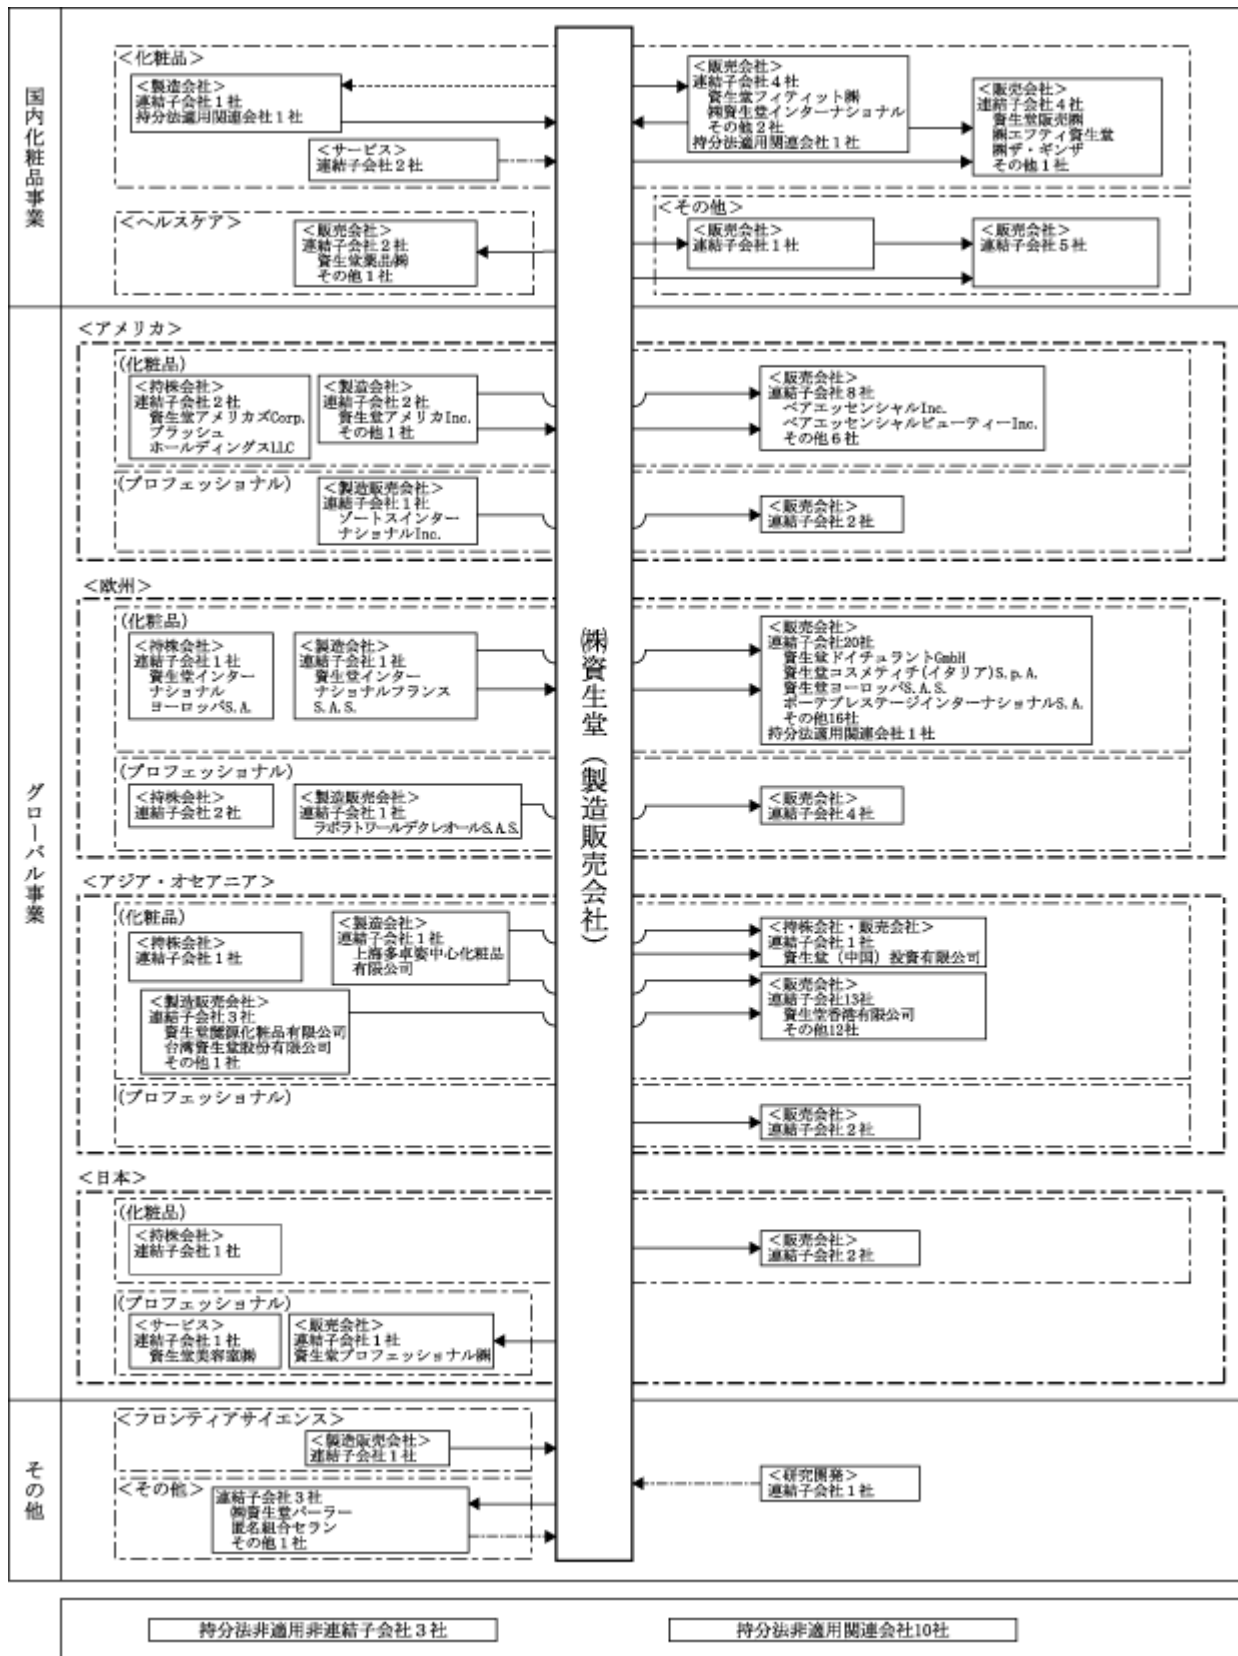 国内化粧品事業
＜化粧品＞
＜製造会社＞
連結子会社１社
持分法適用関連会社１社
＜サービス＞
連結子会社２社
＜販売会社＞
連結子会社４社
資生堂フィティット㈱
㈱資生堂インターナショナル
その他２社
持分法適用関連会社１社
＜販売会社＞
連結子会社４社
資生堂販売㈱
㈱エフティ資生堂
㈱ザ・ギンザ
その他１社
＜ヘルスケア＞
＜販売会社＞
連結子会社２社
資生堂薬品㈱
その他１社
＜その他＞
＜販売会社＞
連結子会社１社
＜販売会社＞
連結子会社５社
㈱資生堂（製造販売会社）
グローバル事業
＜アメリカ＞
(化粧品)
＜持株会社＞
連結子会社２社
資生堂アメリカズCorp.
ブラッシュ
ホールディングスLLC
＜製造会社＞
連結子会社２社
資生堂アメリカInc.
その他１社
＜販売会社＞
連結子会社８社
ベアエッセンシャルInc.
ベアエッセンシャルビューティーInc.
その他６社
(プロフェッショナル)
＜製造販売会社＞
連結子会社１社
ゾートスインター
ナショナルInc.
＜販売会社＞
連結子会社２社
＜欧州＞
(化粧品)
＜持株会社＞
連結子会社１社
資生堂インター
ナショナル
ヨーロッパS.A.
＜製造会社＞
連結子会社１社
資生堂インター
ナショナルフランス
S.A.S.
＜販売会社＞
連結子会社20社
資生堂ドイチュラントGmbH
資生堂コスメティチ(イタリア)S.p.A.
資生堂ヨーロッパS.A.S.
ボーテプレステージインターナショナルS.A.
その他16社
持分法適用関連会社１社
(プロフェッショナル)
＜持株会社＞
連結子会社２社
＜製造販売会社＞
連結子会社１社
ラボラトワールデクレオールS.A.S.
＜販売会社＞
連結子会社４社
＜アジア・オセアニア＞
(化粧品)
＜持株会社＞
連結子会社１社
＜製造会社＞
連結子会社１社
上海卓多姿中心化粧品
有限公司
＜製造販売会社＞
連結子会社３社
資生堂麗源化粧品有限公司
台湾資生堂股份有限公司
その他１社
＜持株会社・販売会社＞
連結子会社１社
資生堂（中国）投資有限公司
＜販売会社＞
連結子会社13社
資生堂香港有限公司
その他12社
(プロフェッショナル)
＜販売会社＞
連結子会社２社
＜日本＞
(化粧品)
＜持株会社＞
連結子会社１社
＜販売会社＞
連結子会社２社
(プロフェッショナル)
＜サービス＞
連結子会社１社
資生堂美容室㈱
＜販売会社＞
連結子会社１社
資生堂プロフェッショナル㈱
その他
＜フロンティアサイエンス＞
＜製造販売会社＞
連結子会社１社
＜その他＞
連結子会社３社
㈱資生堂パーラー
匿名組合セラン
その他１社
＜研究開発＞
連結子会社１社
持分法非適用非連結子会社３社
持分法非適用関連会社10社